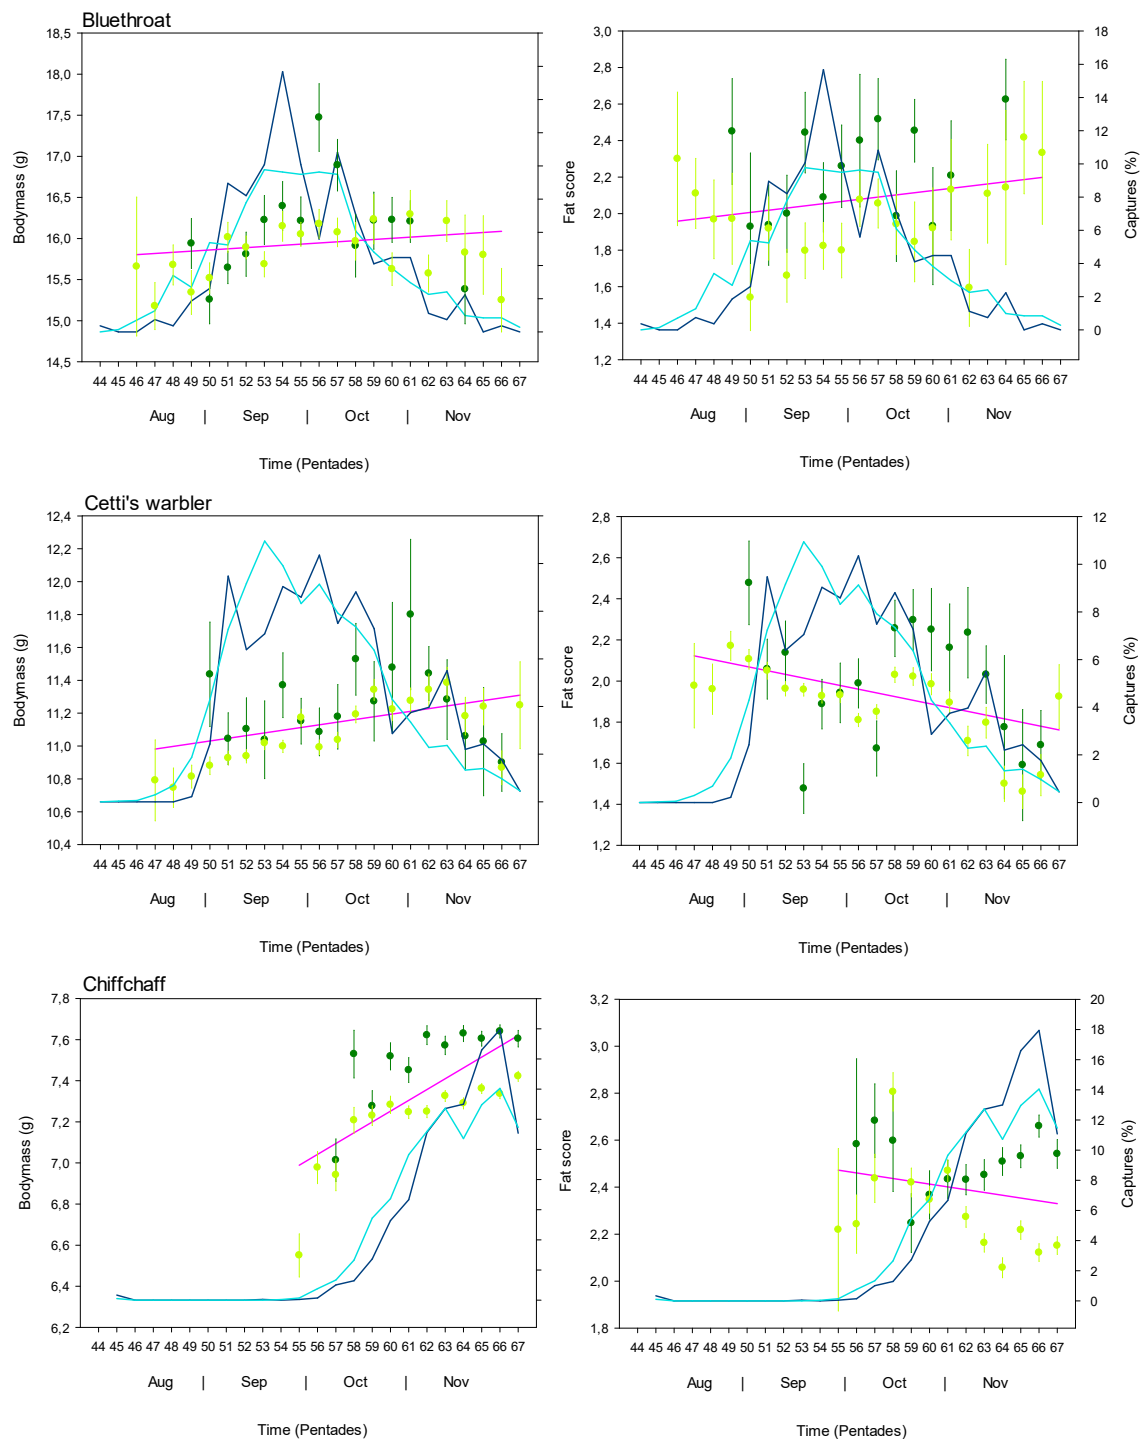 Bluethroat
18,5
18,0
17,5
17,0
16,5
16,0
15,5
15,0
14,5
Bodymass (g)
44 45 46 47 48 49 50 51 52 53 54 55 56 57 58 59 60 61 62 63 64 65 66 67
Aug | Sep | Oct | Nov
Time (Pentades)
3,0
2,8
2,6
2,4
2,2
2,0
1,8
1,6
1,4
1,2
Fat score
18
16
14
12
10
8
6
4
2
0
Captures (%)
44 45 46 47 48 49 50 51 52 53 54 55 56 57 58 59 60 61 62 63 64 65 66 67
Aug | Sep | Oct | Nov
Time (Pentades)
Cetti's warbler
12,4
12,2
12,0
11,8
11,6
11,4
11,2
11,0
10,8
10,6
10,4
Bodymass (g)
44 45 46 47 48 49 50 51 52 53 54 55 56 57 58 59 60 61 62 63 64 65 66 67
Aug | Sep | Oct | Nov
Time (Pentades)
2,8
2,6
2,4
2,2
2,0
1,8
1,6
1,4
1,2
Fat score
12
10
8
6
4
2
0
Captures (%)
44 45 46 47 48 49 50 51 52 53 54 55 56 57 58 59 60 61 62 63 64 65 66 67
Aug | Sep | Oct | Nov
Time (Pentades)
Chiffchaff
7,8
7,6
7,4
7,2
7,0
6,8
6,6
6,4
6,2
Bodymass (g)
44 45 46 47 48 49 50 51 52 53 54 55 56 57 58 59 60 61 62 63 64 65 66 67
Aug | Sep | Oct | Nov
Time (Pentades)
3,2
3,0
2,8
2,6
2,4
2,2
2,0
1,8
Fat score
20
18
16
14
12
10
8
6
4
2
0
Captures (%)
44 45 46 47 48 49 50 51 52 53 54 55 56 57 58 59 60 61 62 63 64 65 66 67
Aug | Sep | Oct | Nov
Time (Pentades)